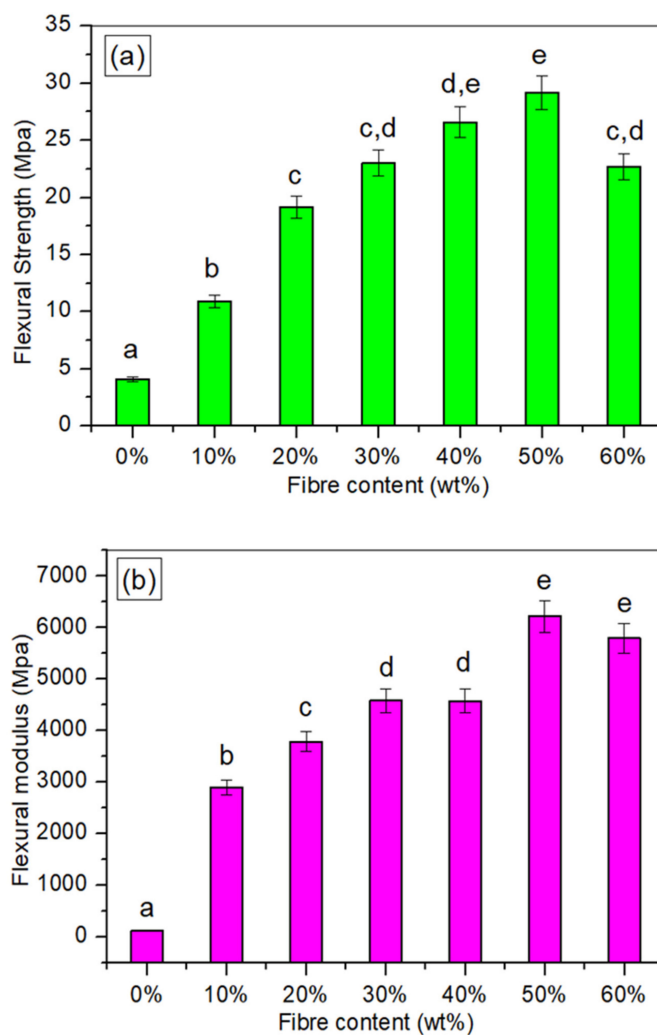 (a)
Flexural Strength (Mpa)
35
30
25
20
15
10
5
0
a
b
c
c,d
d,e
e
c,d
0% 10% 20% 30% 40% 50% 60%
Fibre content (wt%)
(b)
Flexural modulus (Mpa)
7000
6000
5000
4000
3000
2000
1000
0
a
b
c
d
d
e
e
0% 10% 20% 30% 40% 50% 60%
Fibre content (wt%)